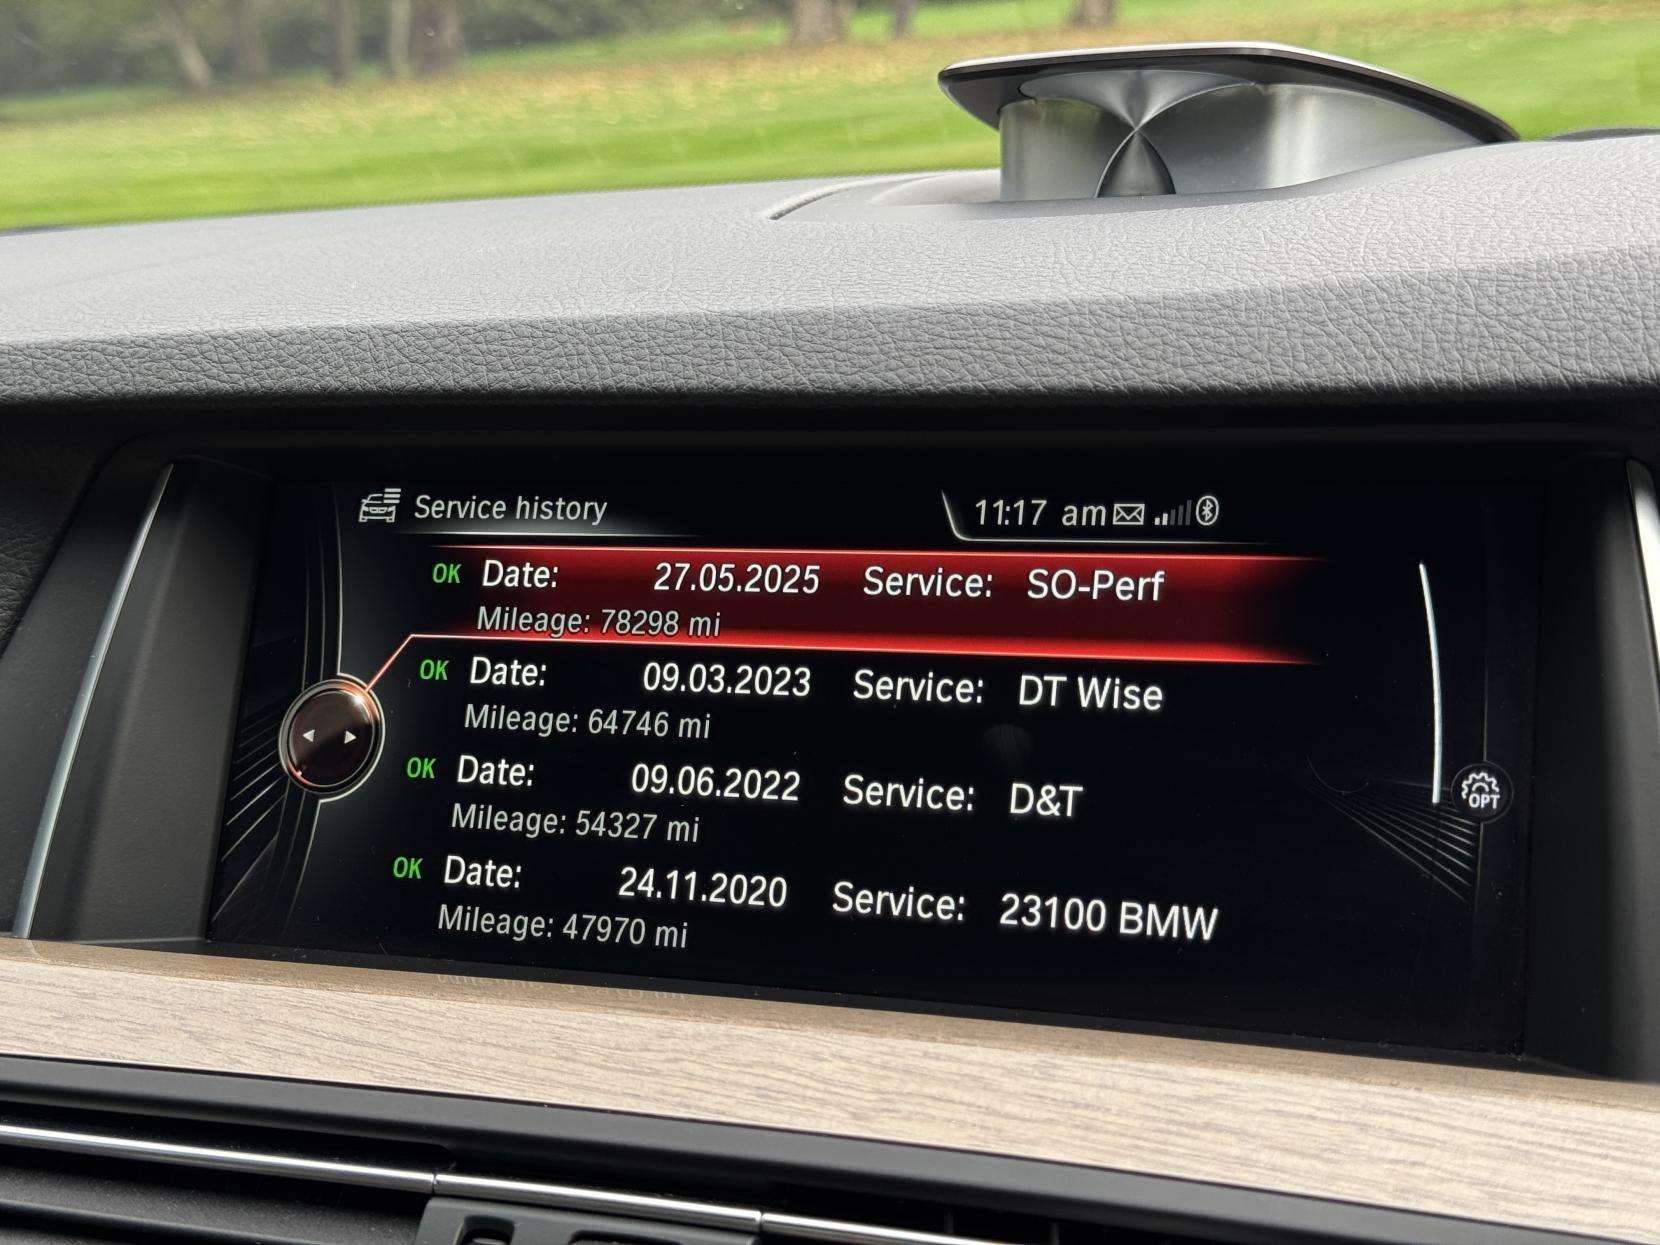 Service history
11:17 am
OK Date: 27.05.2025 Service: SO-Perf
Mileage: 78298 mi
OK Date: 09.03.2023 Service: DT Wise
Mileage: 64746 mi
OK Date: 09.06.2022 Service: D&T
Mileage: 54327 mi
OPT
OK Date: 24.11.2020 Service: 23100 BMW
Mileage: 47970 mi